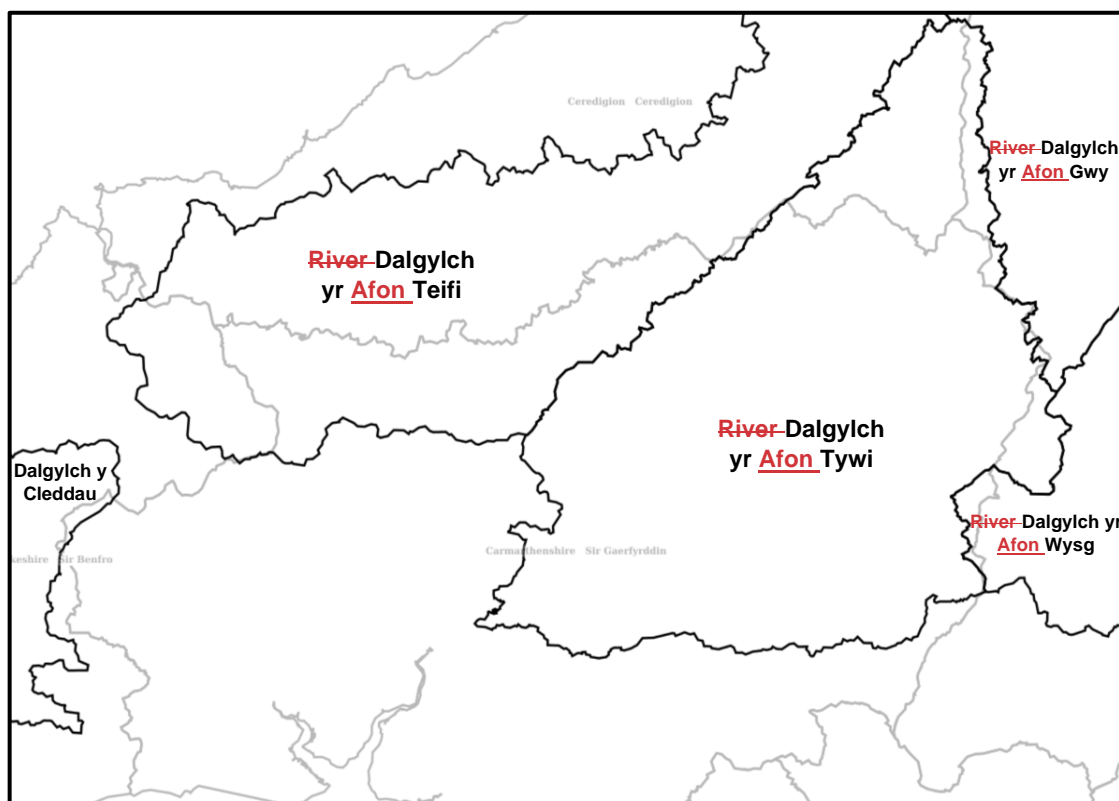 Ceredigion Ceredigion
River Dalgylch
yr Afon Gwy
River Dalgylch
yr Afon Teifi
River Dalgylch
yr Afon Tywi
Dalgylch y
Cleddau
River Dalgylch yr
Afon Wysg
Carmarthenshire Sir Gaerfyrddin
keshire Sir Benfro